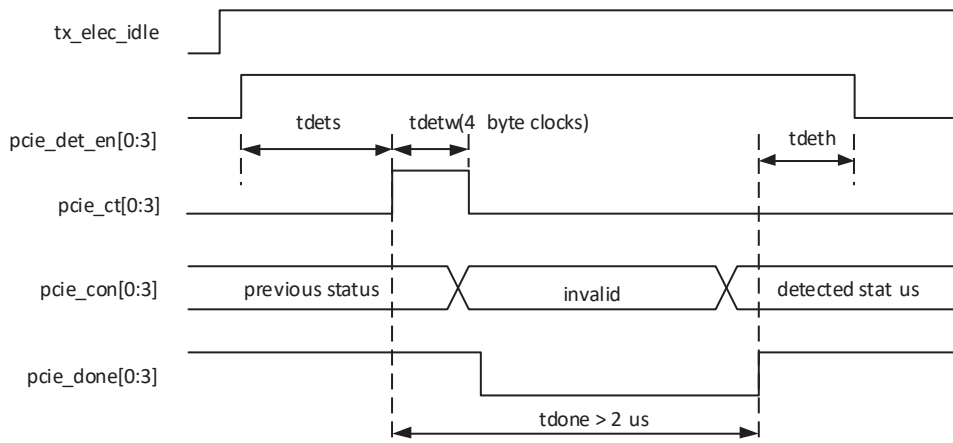 tx_elec_idle
pcie_det_en[0:3]
tdets
tdetw(4 byte clocks)
tdeth
pcie_ct[0:3]
pcie_con[0:3]
previous status
invalid
detected stat us
pcie_done[0:3]
tdone > 2 us